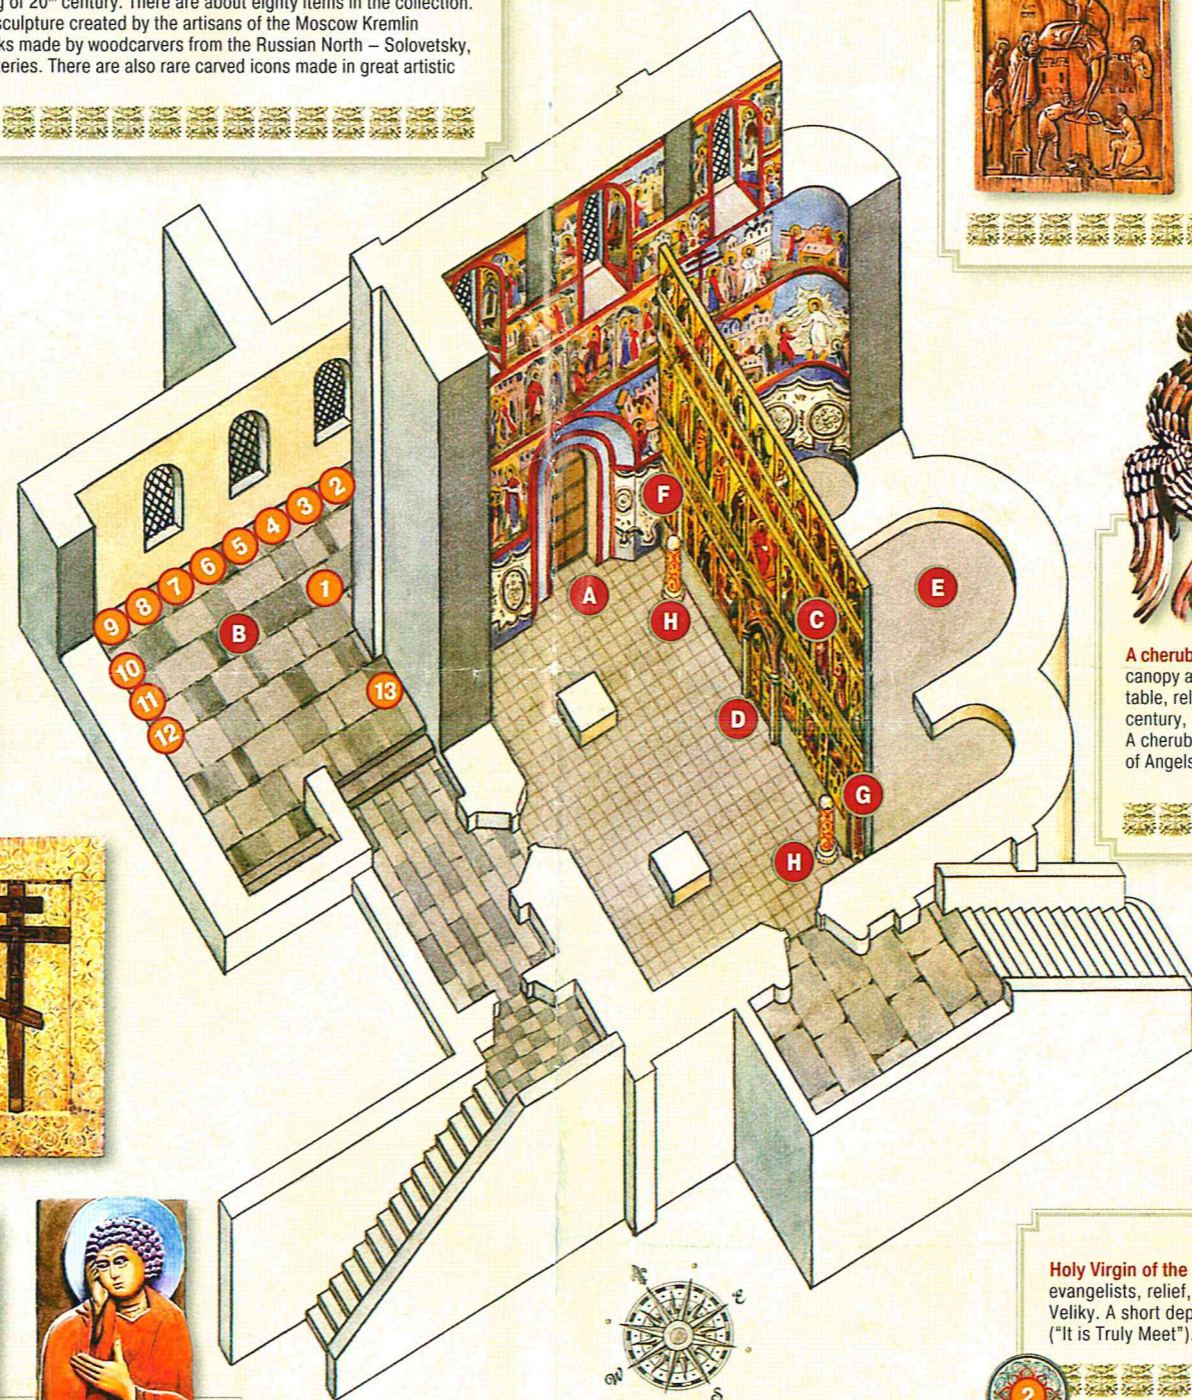 g of 20th century. There are about eighty items in the collection.
sculpture created by the artisans of the Moscow Kremlin
ks made by woodcarvers from the Russian North – Solovetsky,
eries. There are also rare carved icons made in great artistic
F
2
3
4
5
6
7
8
9
1
A
E
B
H
C
10
11
12
13
D
G
H
A cherub
canopy a
table, rel
century,
A cherub
of Angels
Holy Virgin of the
evangelists, relief,
Veliky. A short dep
("It is Truly Meet").
2
N
E
W
S